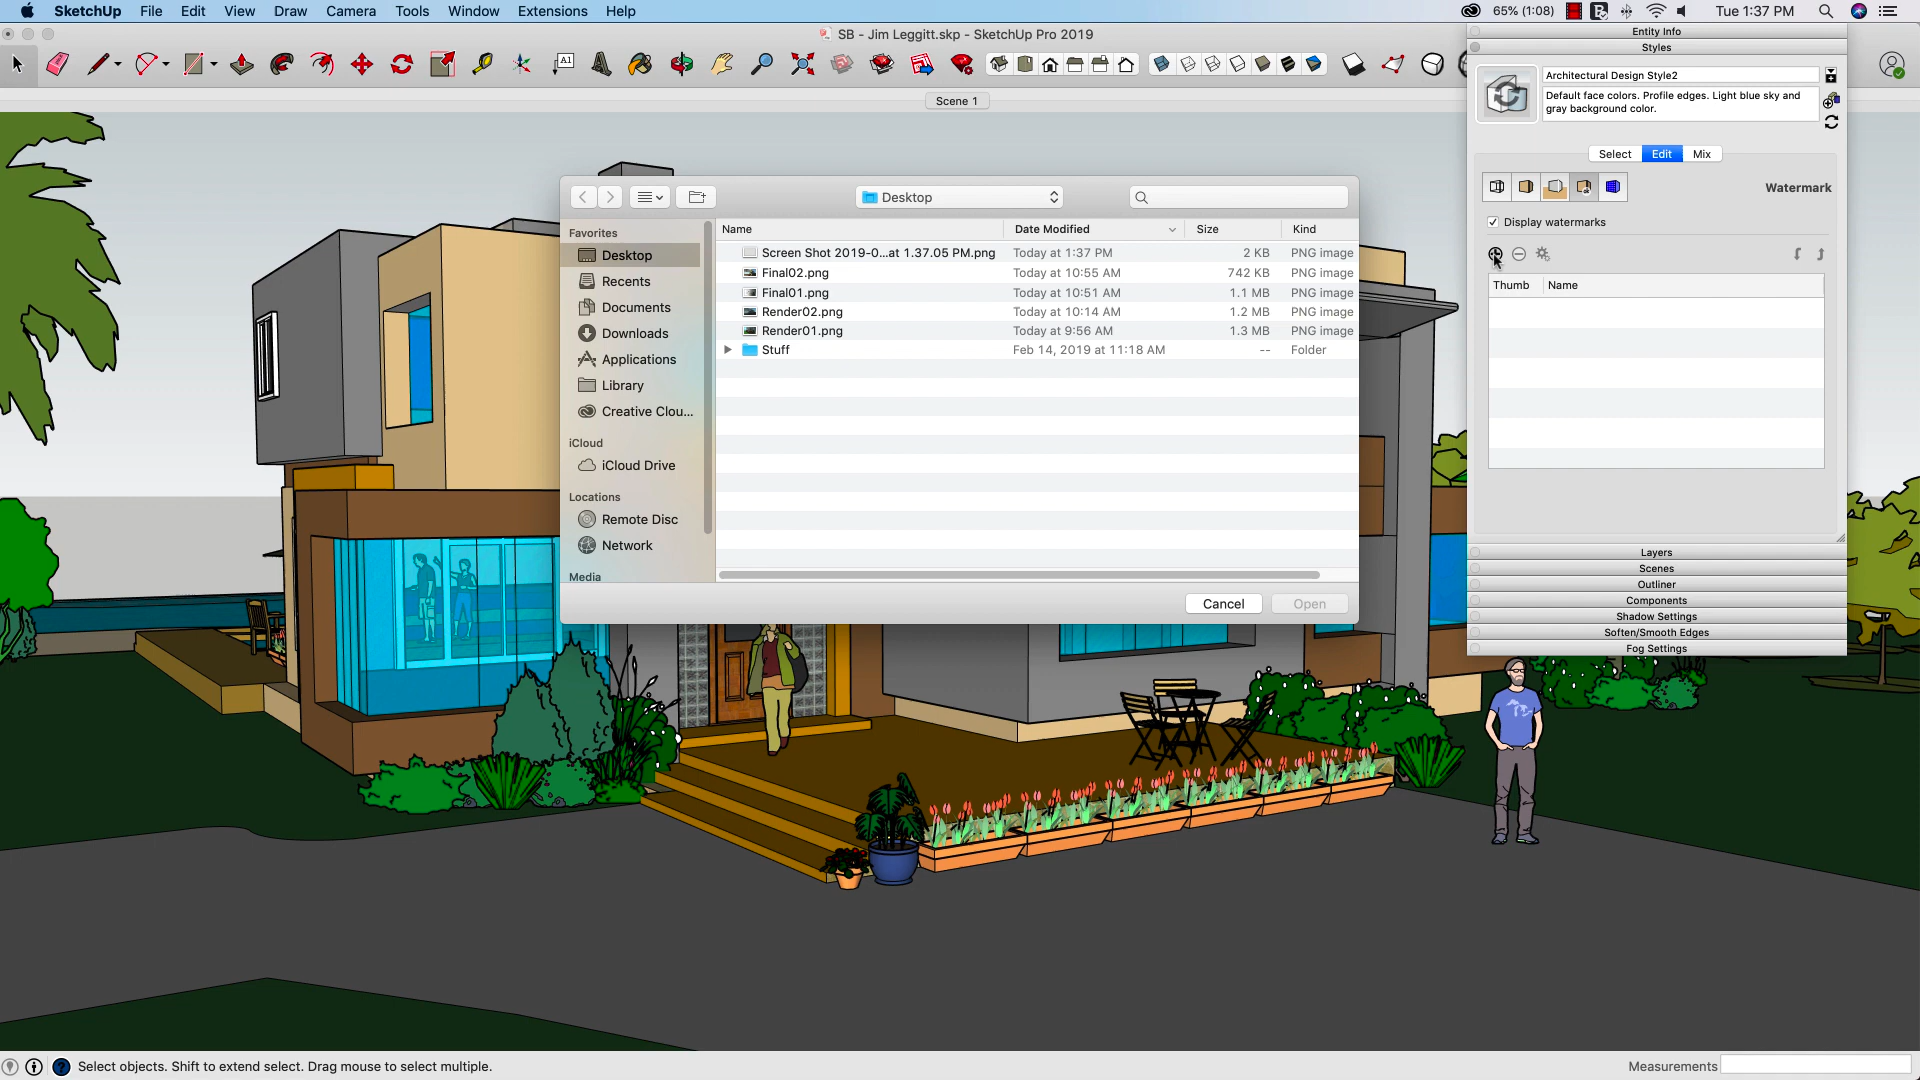 SketchUp File Edit View Draw Camera Tools Window Extensions Help 65% (1:08) Tue 1:37 PM
SB - Jim Leggitt.skp - SketchUp Pro 2019
A1
Scene 1
Entity Info
Styles
Architectural Design Style2
Default face colors. Profile edges. Light blue sky and
gray background color.
Select Edit Mix
Watermark
Display watermarks
Thumb Name
Layers
Scenes
Outliner
Components
Shadow Settings
Soften/Smooth Edges
Fog Settings
Desktop
Favorites
Desktop
Recents
Documents
Downloads
Applications
Library
Creative Clou...
iCloud
iCloud Drive
Locations
Remote Disc
Network
Media
Name Date Modified Size Kind
Screen Shot 2019-0...at 1.37.05 PM.png Today at 1:37 PM 2 KB PNG image
Final02.png Today at 10:55 AM 742 KB PNG image
Final01.png Today at 10:51 AM 1.1 MB PNG image
Render02.png Today at 10:14 AM 1.2 MB PNG image
Render01.png Today at 9:56 AM 1.3 MB PNG image
Stuff Feb 14, 2019 at 11:18 AM -- Folder
Cancel Open
Select objects. Shift to extend select. Drag mouse to select multiple.
Measurements